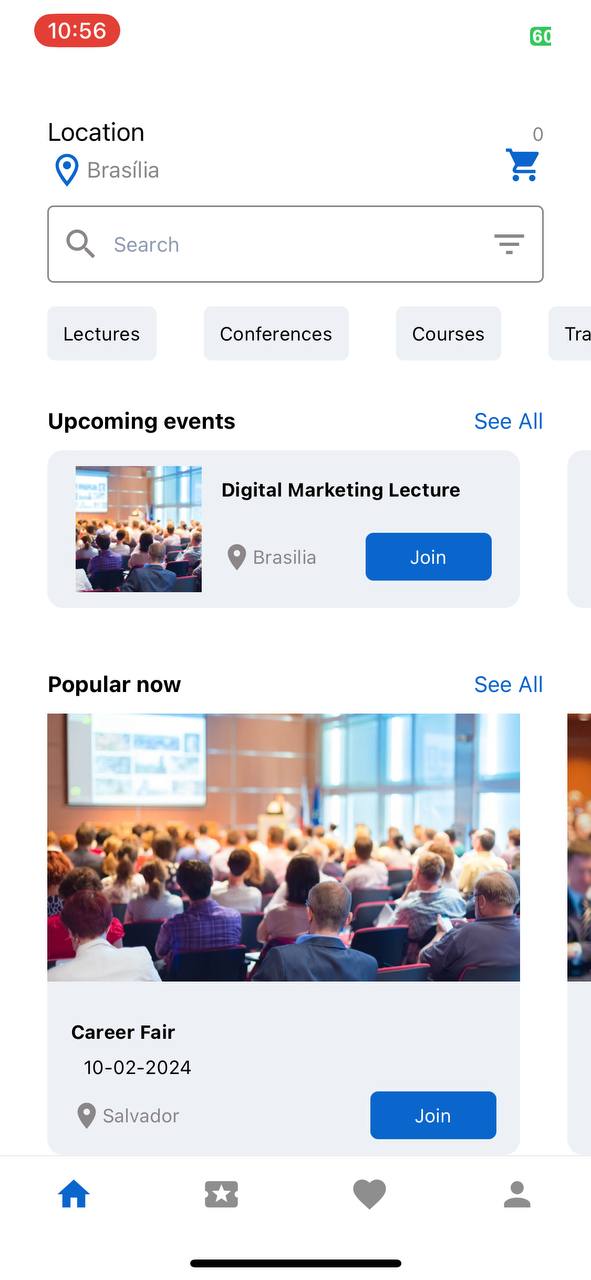 10:56
60
Location
0
Brasília
Search
Lectures
Conferences
Courses
Tra
Upcoming events
See All
Digital Marketing Lecture
Brasilia
Join
Popular now
See All
Career Fair
10-02-2024
Salvador
Join